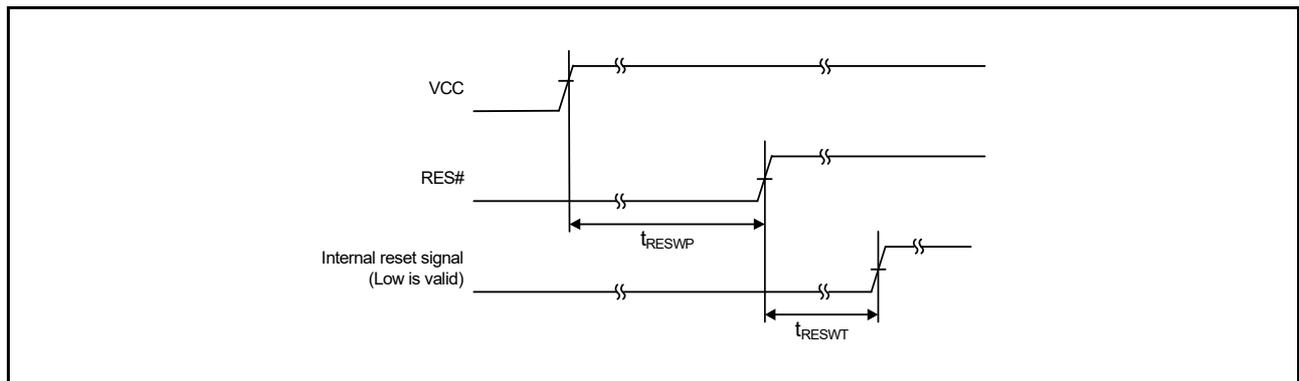 VCC
RES#
tRESWP
Internal reset signal
(Low is valid)
tRESWT